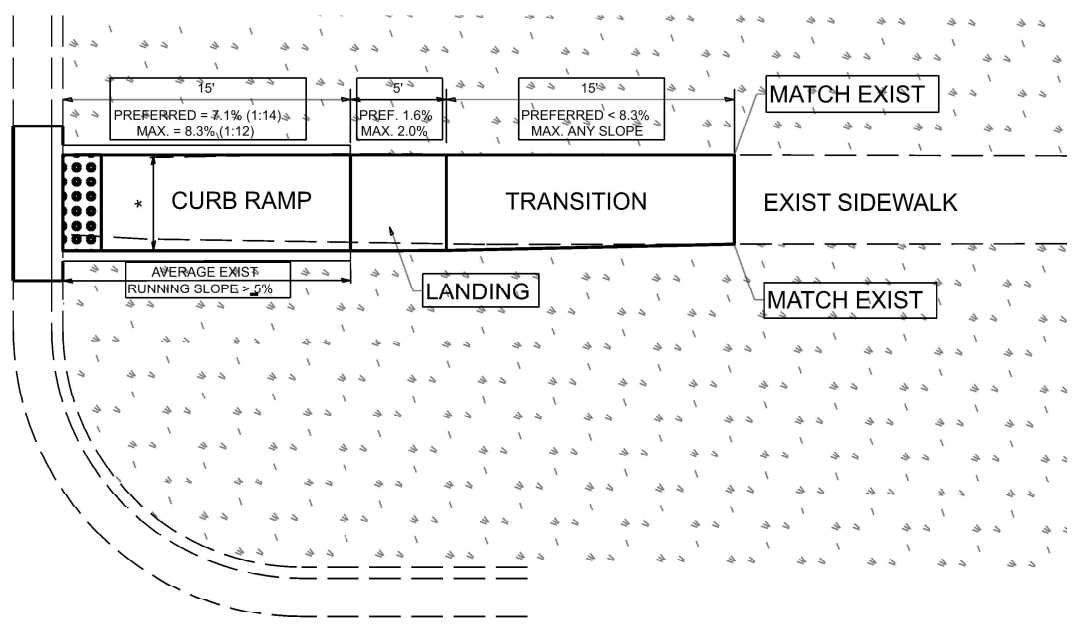 15'
PREFERRED = 7.1% (1:14)
MAX. = 8.3% (1:12)
5'
PREF. 1.6%
MAX. 2.0%
15'
PREFERRED < 8.3%
MAX. ANY SLOPE
MATCH EXIST
*
CURB RAMP
TRANSITION
EXIST SIDEWALK
AVERAGE EXIST
RUNNING SLOPE > 5%
LANDING
MATCH EXIST